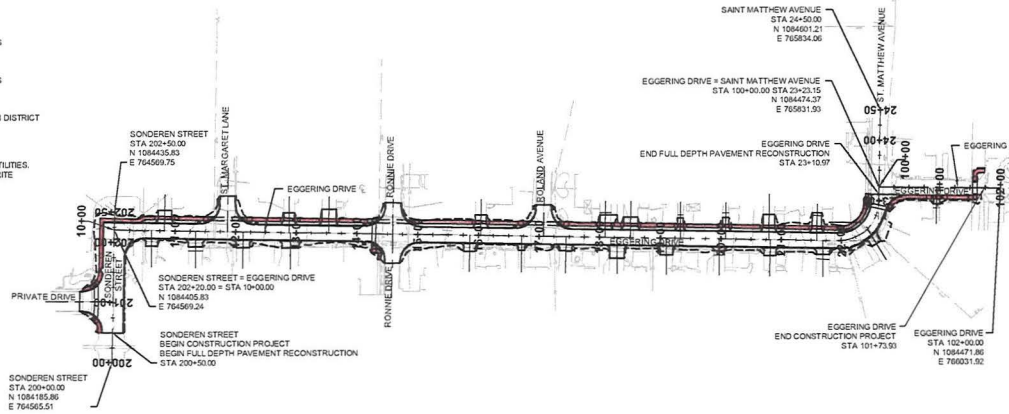 DISTRICT
SAINT MATTHEW AVENUE
STA 24+50.00
N 1084601.21
E 765834.06
EGGERING DRIVE = SAINT MATTHEW AVENUE
STA 100+00.00 STA 23+23.15
N 1084474.37
E 765831.93
EGGERING DRIVE
END FULL DEPTH PAVEMENT RECONSTRUCTION
STA 23+10.97
ST. MATTHEW AVENUE
24+50
24+00
100+00
EGGERING
EGGERING DRIVE
102+00
SONDEREN STREET
STA 202+50.00
N 1084435.83
E 764569.75
ST. MARGARET LANE
EGGERING DRIVE
RONNIE DRIVE
ROLAND AVENUE
10+00
202+50
202+00
EGGERING DRIVE
SONDEREN
STREET
SONDEREN STREET = EGGERING DRIVE
STA 202+20.00 = STA 10+00.00
N 1084405.83
E 764569.24
PRIVATE DRIVE
201+00
RONNIE DRIVE
SONDEREN STREET
BEGIN CONSTRUCTION PROJECT
BEGIN FULL DEPTH PAVEMENT RECONSTRUCTION
STA 200+50.00
200+00
SONDEREN STREET
STA 200+00.00
N 1084185.86
E 764565.51
EGGERING DRIVE
END CONSTRUCTION PROJECT
STA 101+73.93
EGGERING DRIVE
STA 102+00.00
N 1084471.86
E 766031.92